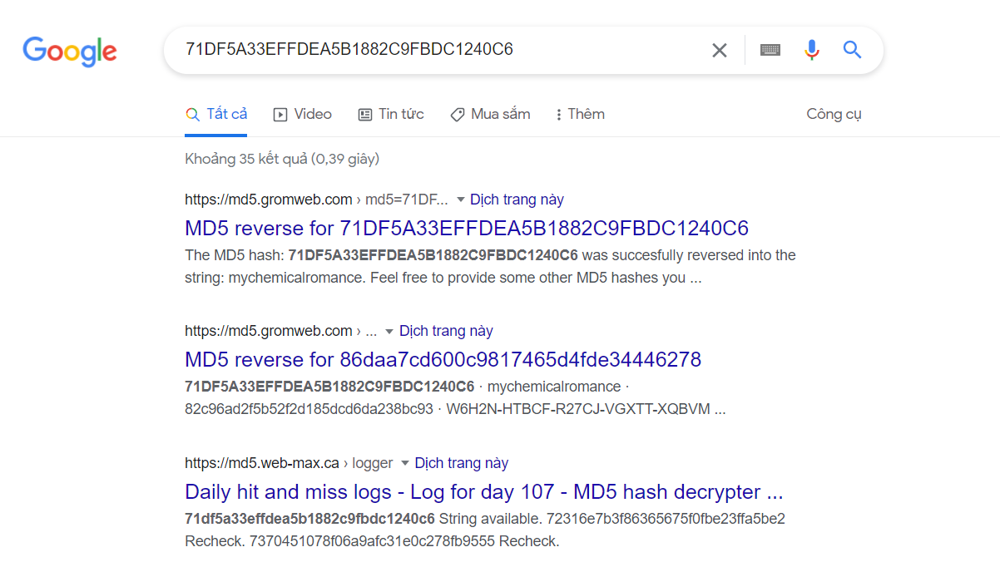 Google
71DF5A33EFFDEA5B1882C9FBDC1240C6
Tất cả Video Tin tức Mua sắm Thêm Công cụ
Khoảng 35 kết quả (0,39 giây)
https://md5.gromweb.com › md5=71DF... Dịch trang này
MD5 reverse for 71DF5A33EFFDEA5B1882C9FBDC1240C6
The MD5 hash: 71DF5A33EFFDEA5B1882C9FBDC1240C6 was succesfully reversed into the
string: mychemicalromance. Feel free to provide some other MD5 hashes you ...
https://md5.gromweb.com › ... Dịch trang này
MD5 reverse for 86daa7cd600c9817465d4fde34446278
71DF5A33EFFDEA5B1882C9FBDC1240C6 · mychemicalromance ·
82c96ad2f5b52f2d185dcd6da238bc93 · W6H2N-HTBCF-R27CJ-VGXTT-XQBVM ...
https://md5.web-max.ca › logger Dịch trang này
Daily hit and miss logs - Log for day 107 - MD5 hash decrypter ...
71df5a33effdea5b1882c9fbdc1240c6 String available. 72316e7b3f86365675f0fbe23ffa5be2
Recheck. 7370451078f06a9afc31e0c278fb9555 Recheck.